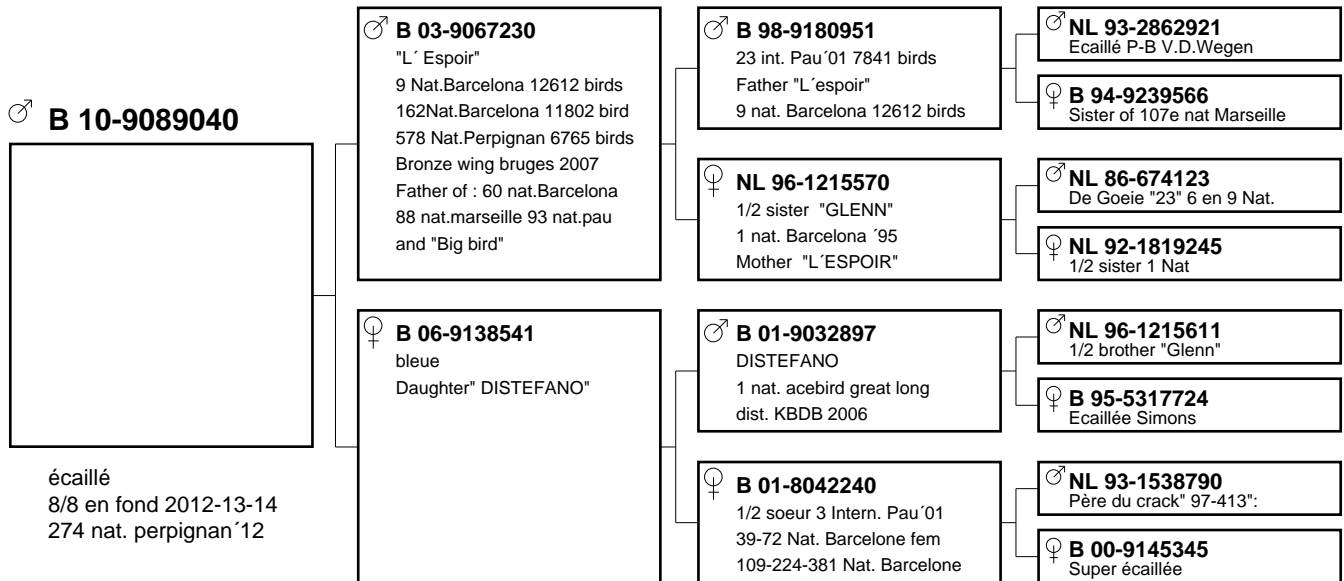 B 10-9089040
écaillé
8/8 en fond 2012-13-14
274 nat. perpignan´12
B 03-9067230
"L´ Espoir"
9 Nat.Barcelona 12612 birds
162Nat.Barcelona 11802 bird
578 Nat.Perpignan 6765 birds
Bronze wing bruges 2007
Father of : 60 nat.Barcelona
88 nat.marseille 93 nat.pau
and "Big bird"
B 06-9138541
bleue
Daughter" DISTEFANO"
B 98-9180951
23 int. Pau´01 7841 birds
Father "L´espoir"
9 nat. Barcelona 12612 birds
NL 96-1215570
1/2 sister "GLENN"
1 nat. Barcelona ´95
Mother "L´ESPOIR"
B 01-9032897
DISTEFANO
1 nat. acebird great long
dist. KBDB 2006
B 01-8042240
1/2 soeur 3 Intern. Pau´01
39-72 Nat. Barcelone fem
109-224-381 Nat. Barcelone
NL 93-2862921
Ecaillé P-B V.D.Wegen
B 94-9239566
Sister of 107e nat Marseille
NL 86-674123
De Goeie "23" 6 en 9 Nat.
NL 92-1819245
1/2 sister 1 Nat
NL 96-1215611
1/2 brother "Glenn"
B 95-5317724
Ecaillée Simons
NL 93-1538790
Père du crack" 97-413":
B 00-9145345
Super écaillée